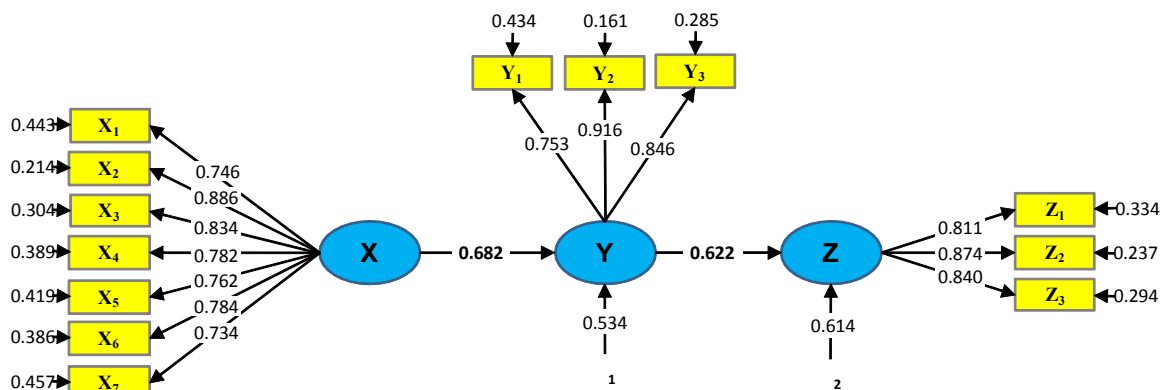 0.434
0.161
0.285
Y₁
Y₂
Y₃
0.443
X₁
0.753
0.916
0.846
0.214
X₂
0.746
0.886
0.304
X₃
0.834
Z₁
0.334
0.811
0.389
X₄
0.782
X
0.682
Y
0.622
Z
0.874
Z₂
0.237
0.762
0.840
0.419
X₅
0.784
Z₃
0.294
0.734
0.386
X₆
0.534
0.614
0.457
X₇
1
2